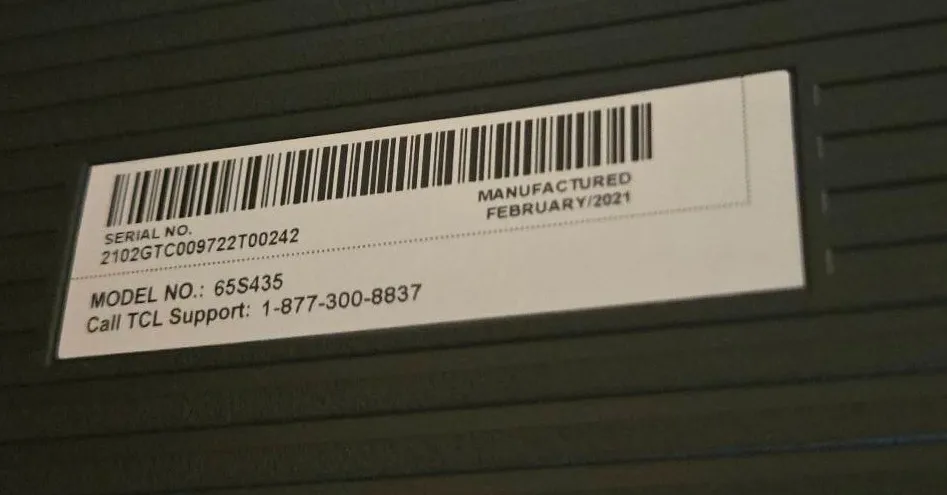 SERIAL NO.
2102GTC009722T00242
MANUFACTURED
FEBRUARY/2021
MODEL NO.: 65S435
Call TCL Support: 1-877-300-8837